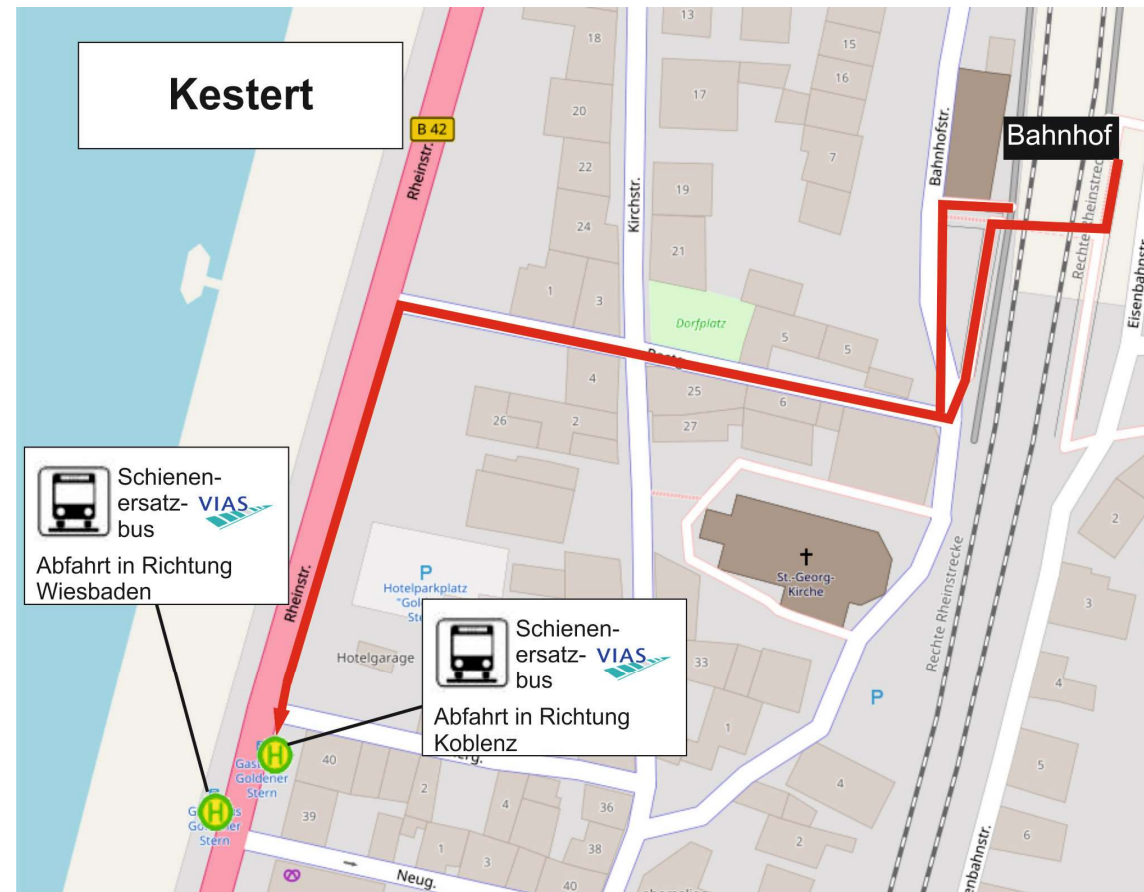 Kestert
B 42
Rheinstr.
Kirchstr.
Bahnhofstr.
Bahnhof
Rechte Rheinstrecke
Eisenbahnstr.
13
18
15
16
17
20
7
22
19
24
21
1
3
Dorfplatz
5
5
4
25
6
26
2
27
Schienen-
ersatz-
bus
VIAS
Abfahrt in Richtung
Wiesbaden
Rheinstr.
P
Hotelparkplatz
Hotelgarage
Schienen-
ersatz-
bus
VIAS
Abfahrt in Richtung
Koblenz
St.-Georg-
Kirche
Rechte Rheinstrecke
2
3
33
4
P
1
H
Goldener
Stern
H
Stern
40
39
2
4
36
1
3
38
40
4
2
5
6
Neug.